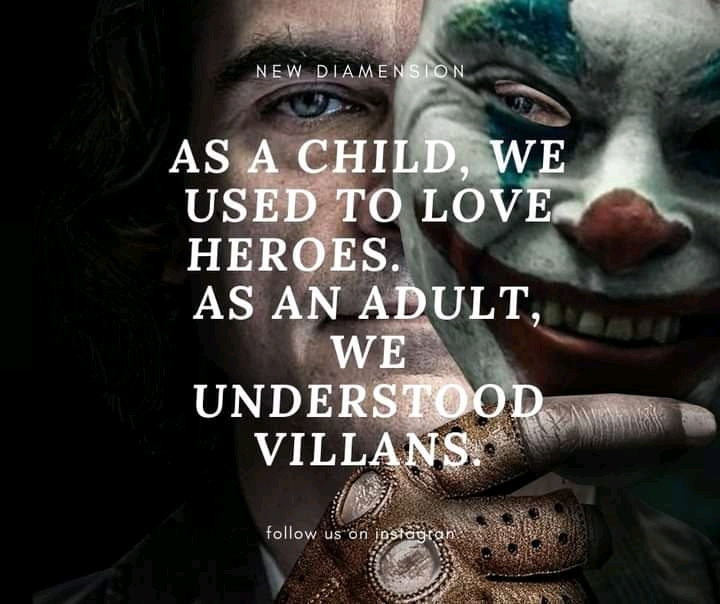 NEW DIAMENSION
AS A CHILD, WE
USED TO LOVE
HEROES.
AS AN ADULT,
WE
UNDERSTOOD
VILLANS.
follow us on instagran